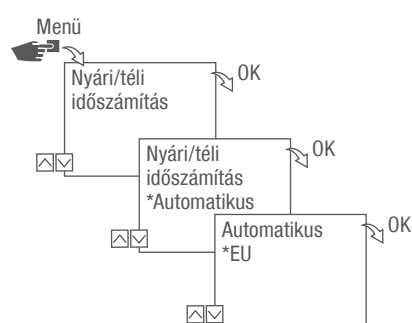 Menü
Nyári/téli
időszámítás
OK
Nyári/téli
időszámítás
*Automatikus
OK
Automatikus
*EU
OK